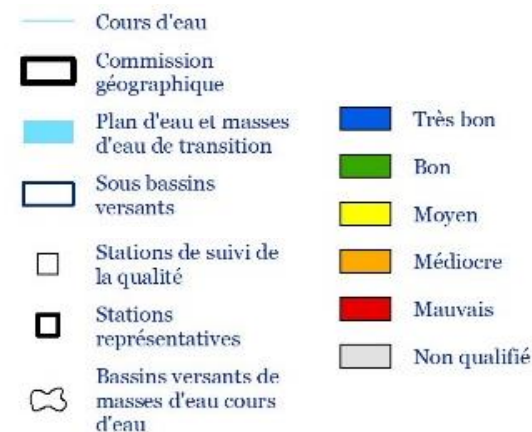 Cours d'eau
Commission
géographique
Plan d'eau et masses
d'eau de transition
Sous bassins
versants
Stations de suivi de
la qualité
Stations
représentatives
Bassins versants de
masses d'eau cours
d'eau
Très bon
Bon
Moyen
Médiocre
Mauvais
Non qualifié